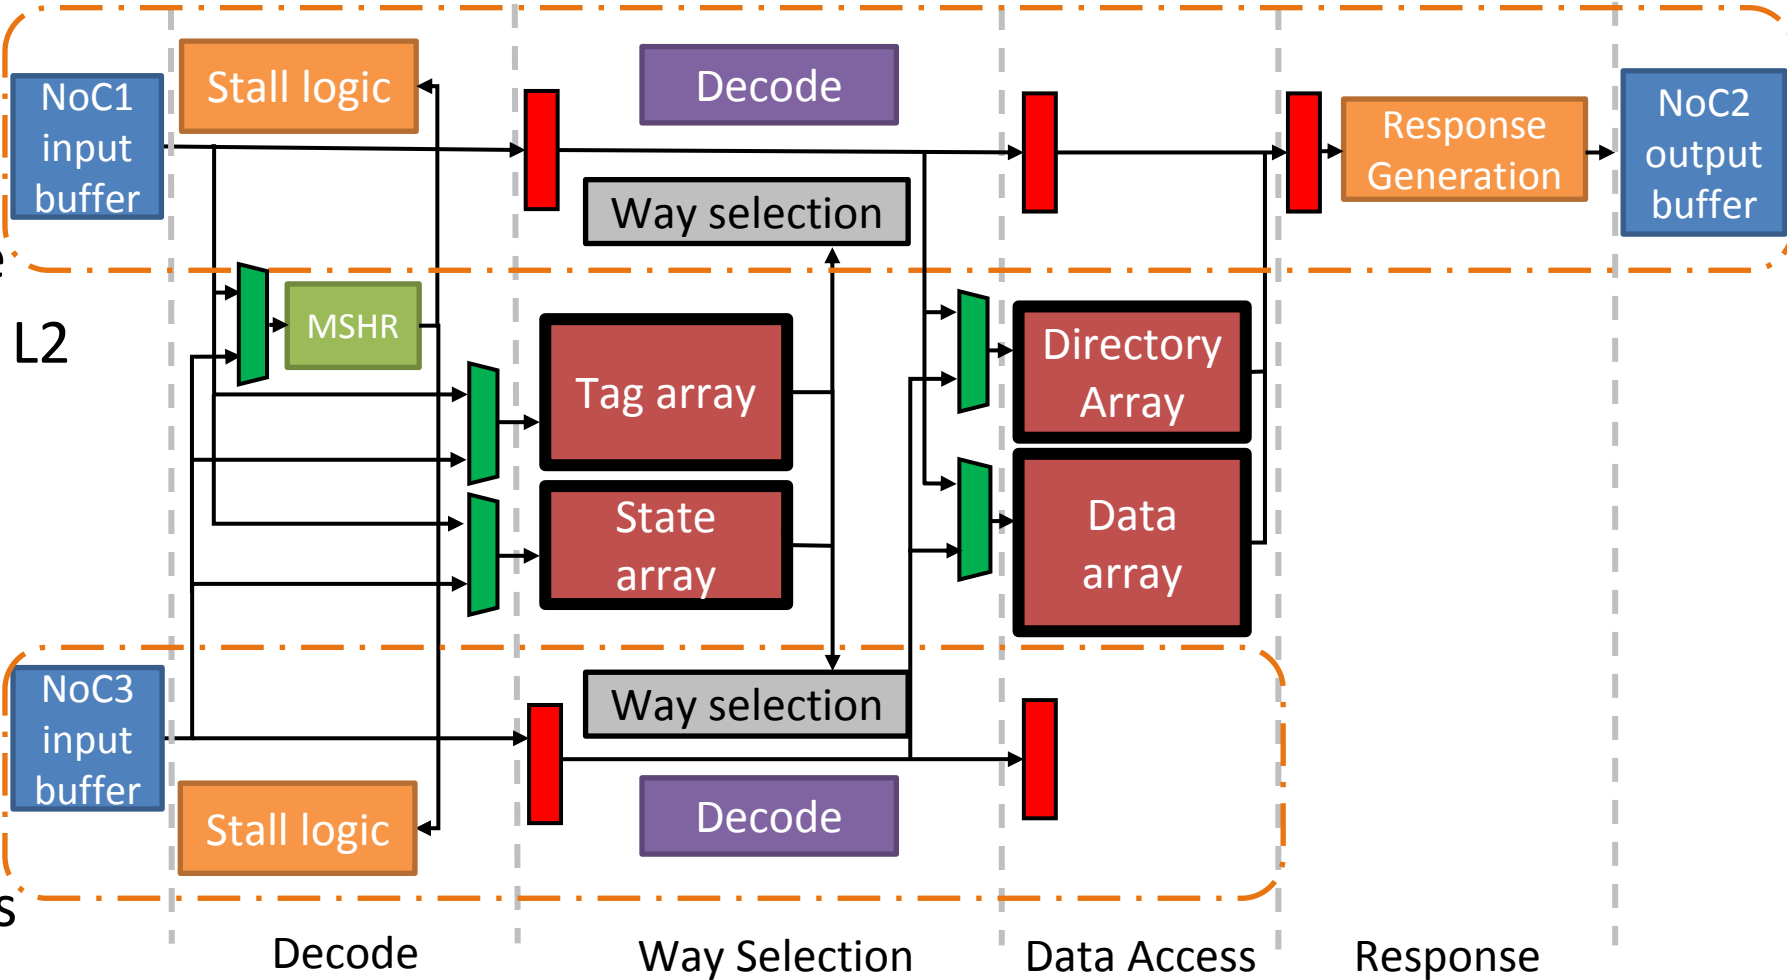 NoC1
input
buffer
Stall logic
Decode
Response
Generation
NoC2
output
buffer
Way selection
e
L2
MSHR
Tag array
Directory
Array
State
array
Data
array
NoC3
input
buffer
Way selection
Stall logic
Decode
s
Decode
Way Selection
Data Access
Response